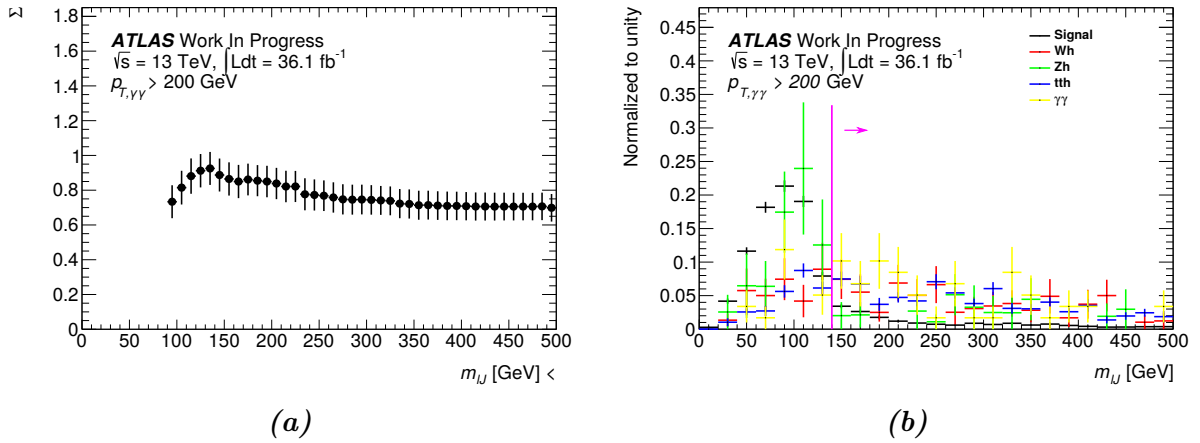 Σ
1.8
1.6
1.4
1.2
1
0.8
0.6
0.4
0.2
0
ATLAS Work In Progress
√s = 13 TeV, ∫Ldt = 36.1 fb⁻¹
p_T,γγ > 200 GeV
0 50 100 150 200 250 300 350 400 450 500
m_lJ [GeV] <
(a)
Normalized to unity
0.45
0.4
0.35
0.3
0.25
0.2
0.15
0.1
0.05
0
ATLAS Work In Progress
√s = 13 TeV, ∫Ldt = 36.1 fb⁻¹
p_T,γγ > 200 GeV
Signal
Wh
Zh
tth
γγ
0 50 100 150 200 250 300 350 400 450 500
m_lJ [GeV]
(b)